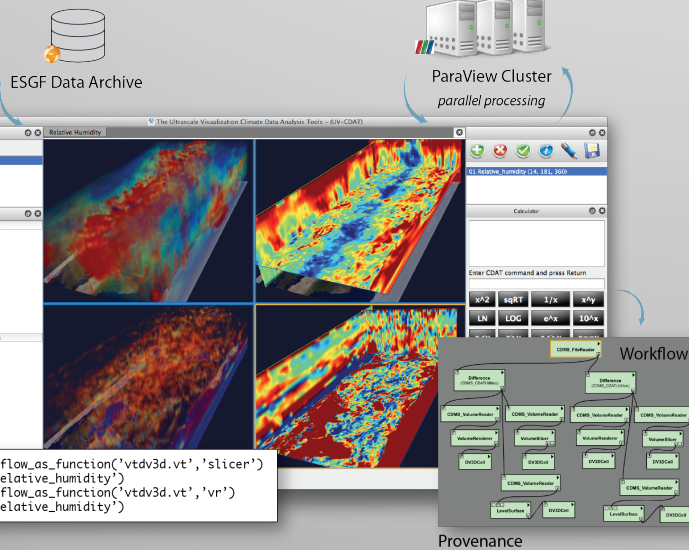 ESGF Data Archive
ParaView Cluster
parallel processing
The Ultrascale Visualization Climate Data Analysis Tools - (UV-CDAT)
Relative Humidity
01 Relative_humidity (14, 181, 360)
Calculator
Enter CDAT command and press Return
x^2 sqRT 1/x x^y
LN LOG e^x 10^x
Workflow
CDMS_FileReader
Difference
(CDMS_CDATUtilities)
Difference
(CDMS_CDATUtilities)
CDMS_VolumeReader CDMS_VolumeReader CDMS_VolumeReader CDMS_VolumeReader
VolumeRenderer VolumeSlicer VolumeRenderer VolumeSlicer
DV3DCell DV3DCell DV3DCell DV3DCell
CDMS_VolumeReader CDMS_VolumeReader
LevelSurface DV3DCell LevelSurface DV3DCell
flow_as_function('vtdv3d.vt','slicer')
elative_humidity')
flow_as_function('vtdv3d.vt','vr')
elative_humidity')
Provenance